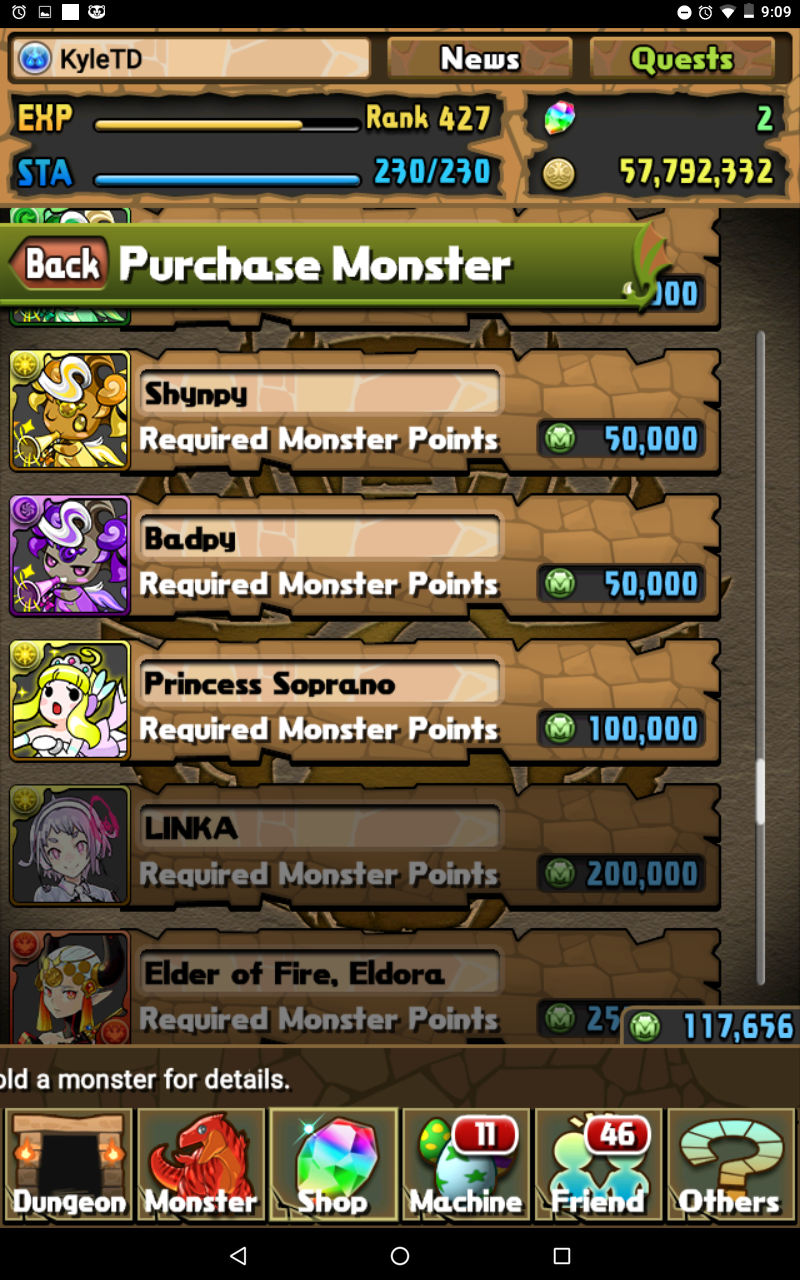 9:09
KyleTD
News
Quests
EXP
Rank 427
2
STA
230/230
57,792,332
Back
Purchase Monster
000
Shynpy
Required Monster Points
50,000
Badpy
Required Monster Points
50,000
Princess Soprano
Required Monster Points
100,000
LINKA
Required Monster Points
200,000
Elder of Fire, Eldora
Required Monster Points
25
117,656
old a monster for details.
11
46
Dungeon
Monster
Shop
Machine
Friend
Others